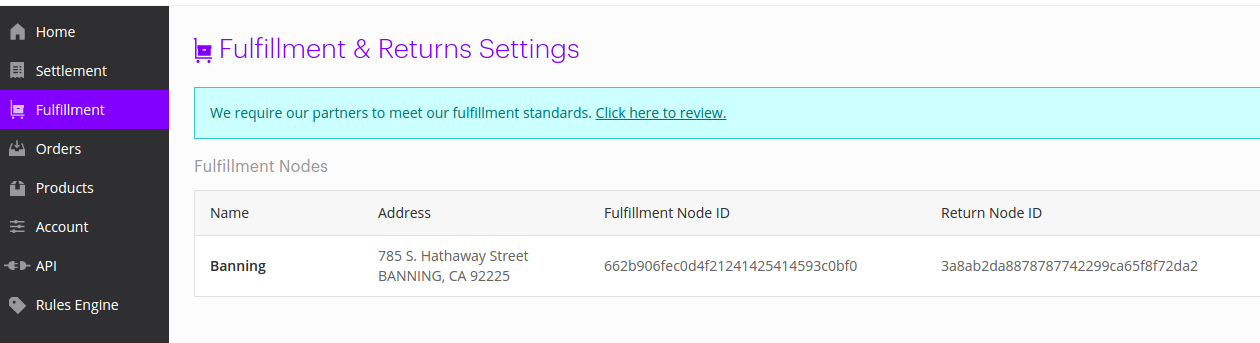 Home
Settlement
Fulfillment
Orders
Products
Account
API
Rules Engine
Fulfillment & Returns Settings
We require our partners to meet our fulfillment standards. Click here to review.
Fulfillment Nodes
Name Address Fulfillment Node ID Return Node ID
Banning 785 S. Hathaway Street 662b906fec0d4f21241425414593c0bf0 3a8ab2da8878787742299ca65f8f72da2
BANNING, CA 92225